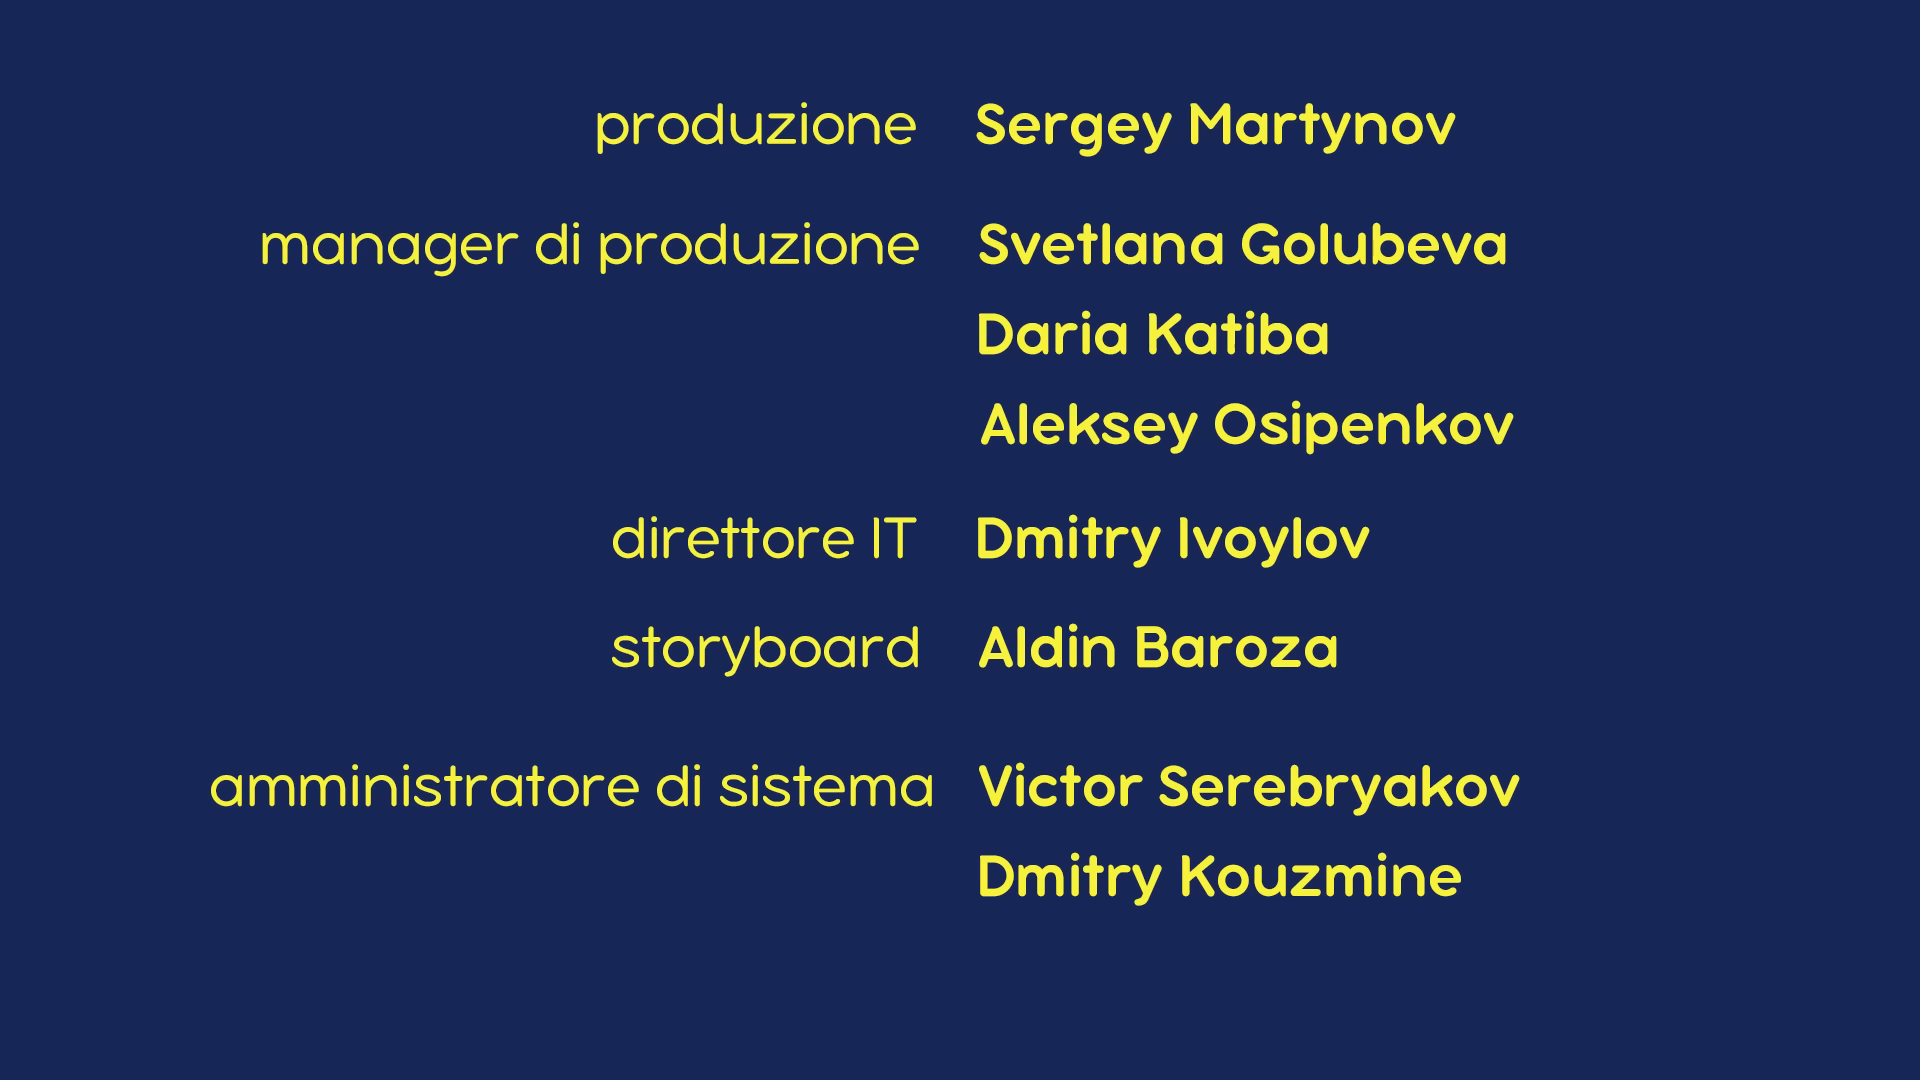 produzione Sergey Martynov
manager di produzione Svetlana Golubeva
Daria Katiba
Aleksey Osipenkov
direttore IT Dmitry Ivoylov
storyboard Aldin Baroza
amministratore di sistema Victor Serebryakov
Dmitry Kouzmine